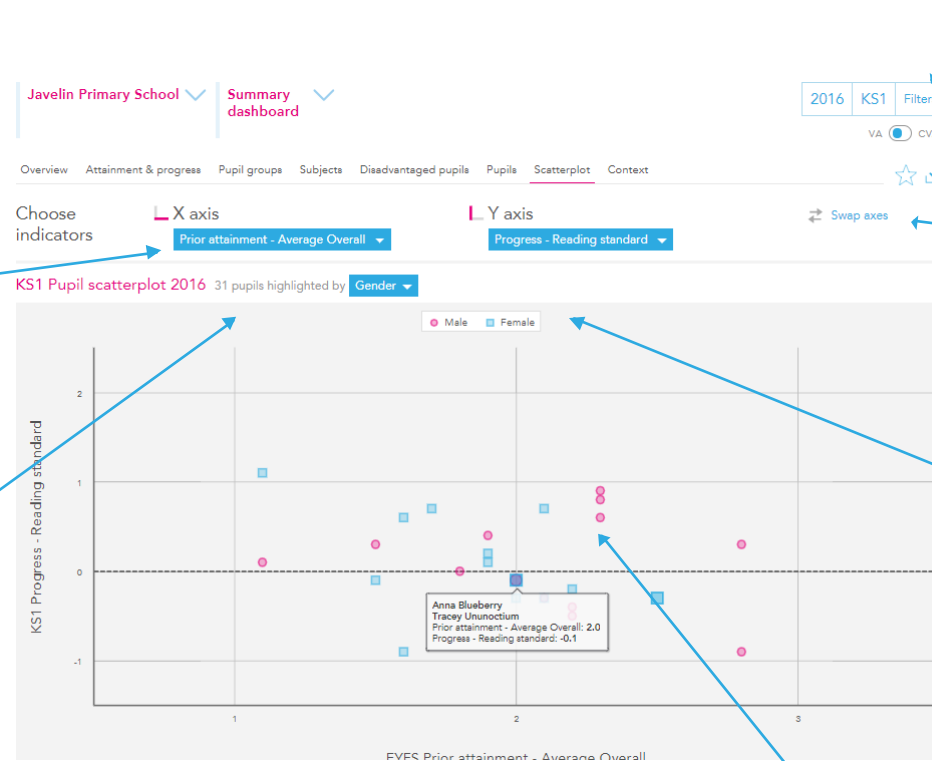 Javelin Primary School
Summary
dashboard
2016 KS1 Filter
VA
Overview Attainment & progress Pupil groups Subjects Disadvantaged pupils Pupils Scatterplot Context
Choose
indicators
X axis
Prior attainment - Average Overall
Y axis
Progress - Reading standard
Swap axes
KS1 Pupil scatterplot 2016 31 pupils highlighted by Gender
Male Female
KS1 Progress - Reading standard
2
1
0
-1
Anna Blueberry
Tracey Ununoctium
Prior attainment - Average Overall: 2.0
Progress - Reading standard: -0.1
1 2 3
EYFS Prior attainment - Average Overall